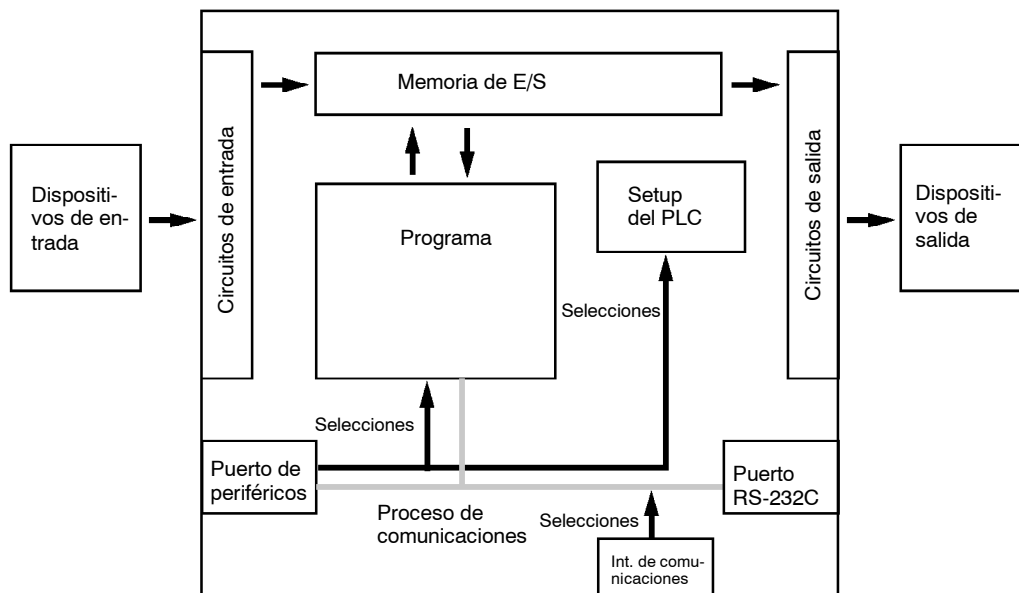 Memoria de E/S
Circuitos de entrada
Circuitos de salida
Dispositi-
vos de en-
trada
Programa
Setup
del PLC
Dispositi-
vos de
salida
Selecciones
Selecciones
Puerto de
periféricos
Proceso de
comunicaciones
Selecciones
Puerto
RS-232C
Int. de comu-
nicaciones